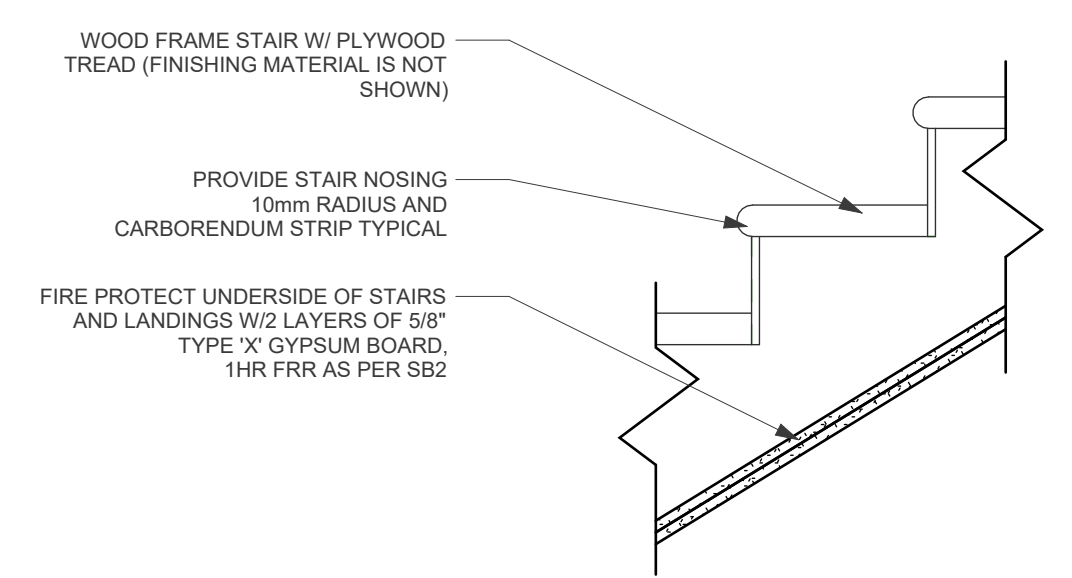 WOOD FRAME STAIR W/ PLYWOOD
TREAD (FINISHING MATERIAL IS NOT
SHOWN)
PROVIDE STAIR NOSING
10mm RADIUS AND
CARBORENDUM STRIP TYPICAL
FIRE PROTECT UNDERSIDE OF STAIRS
AND LANDINGS W/2 LAYERS OF 5/8"
TYPE 'X' GYPSUM BOARD,
1HR FRR AS PER SB2